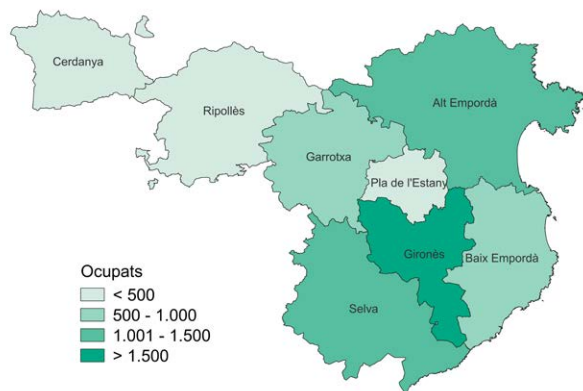 Cerdanya
Ripollès
Alt Empordà
Garrotxa
Pla de l'Estany
Gironès
Baix Empordà
Selva
Ocupats
< 500
500 - 1.000
1.001 - 1.500
> 1.500